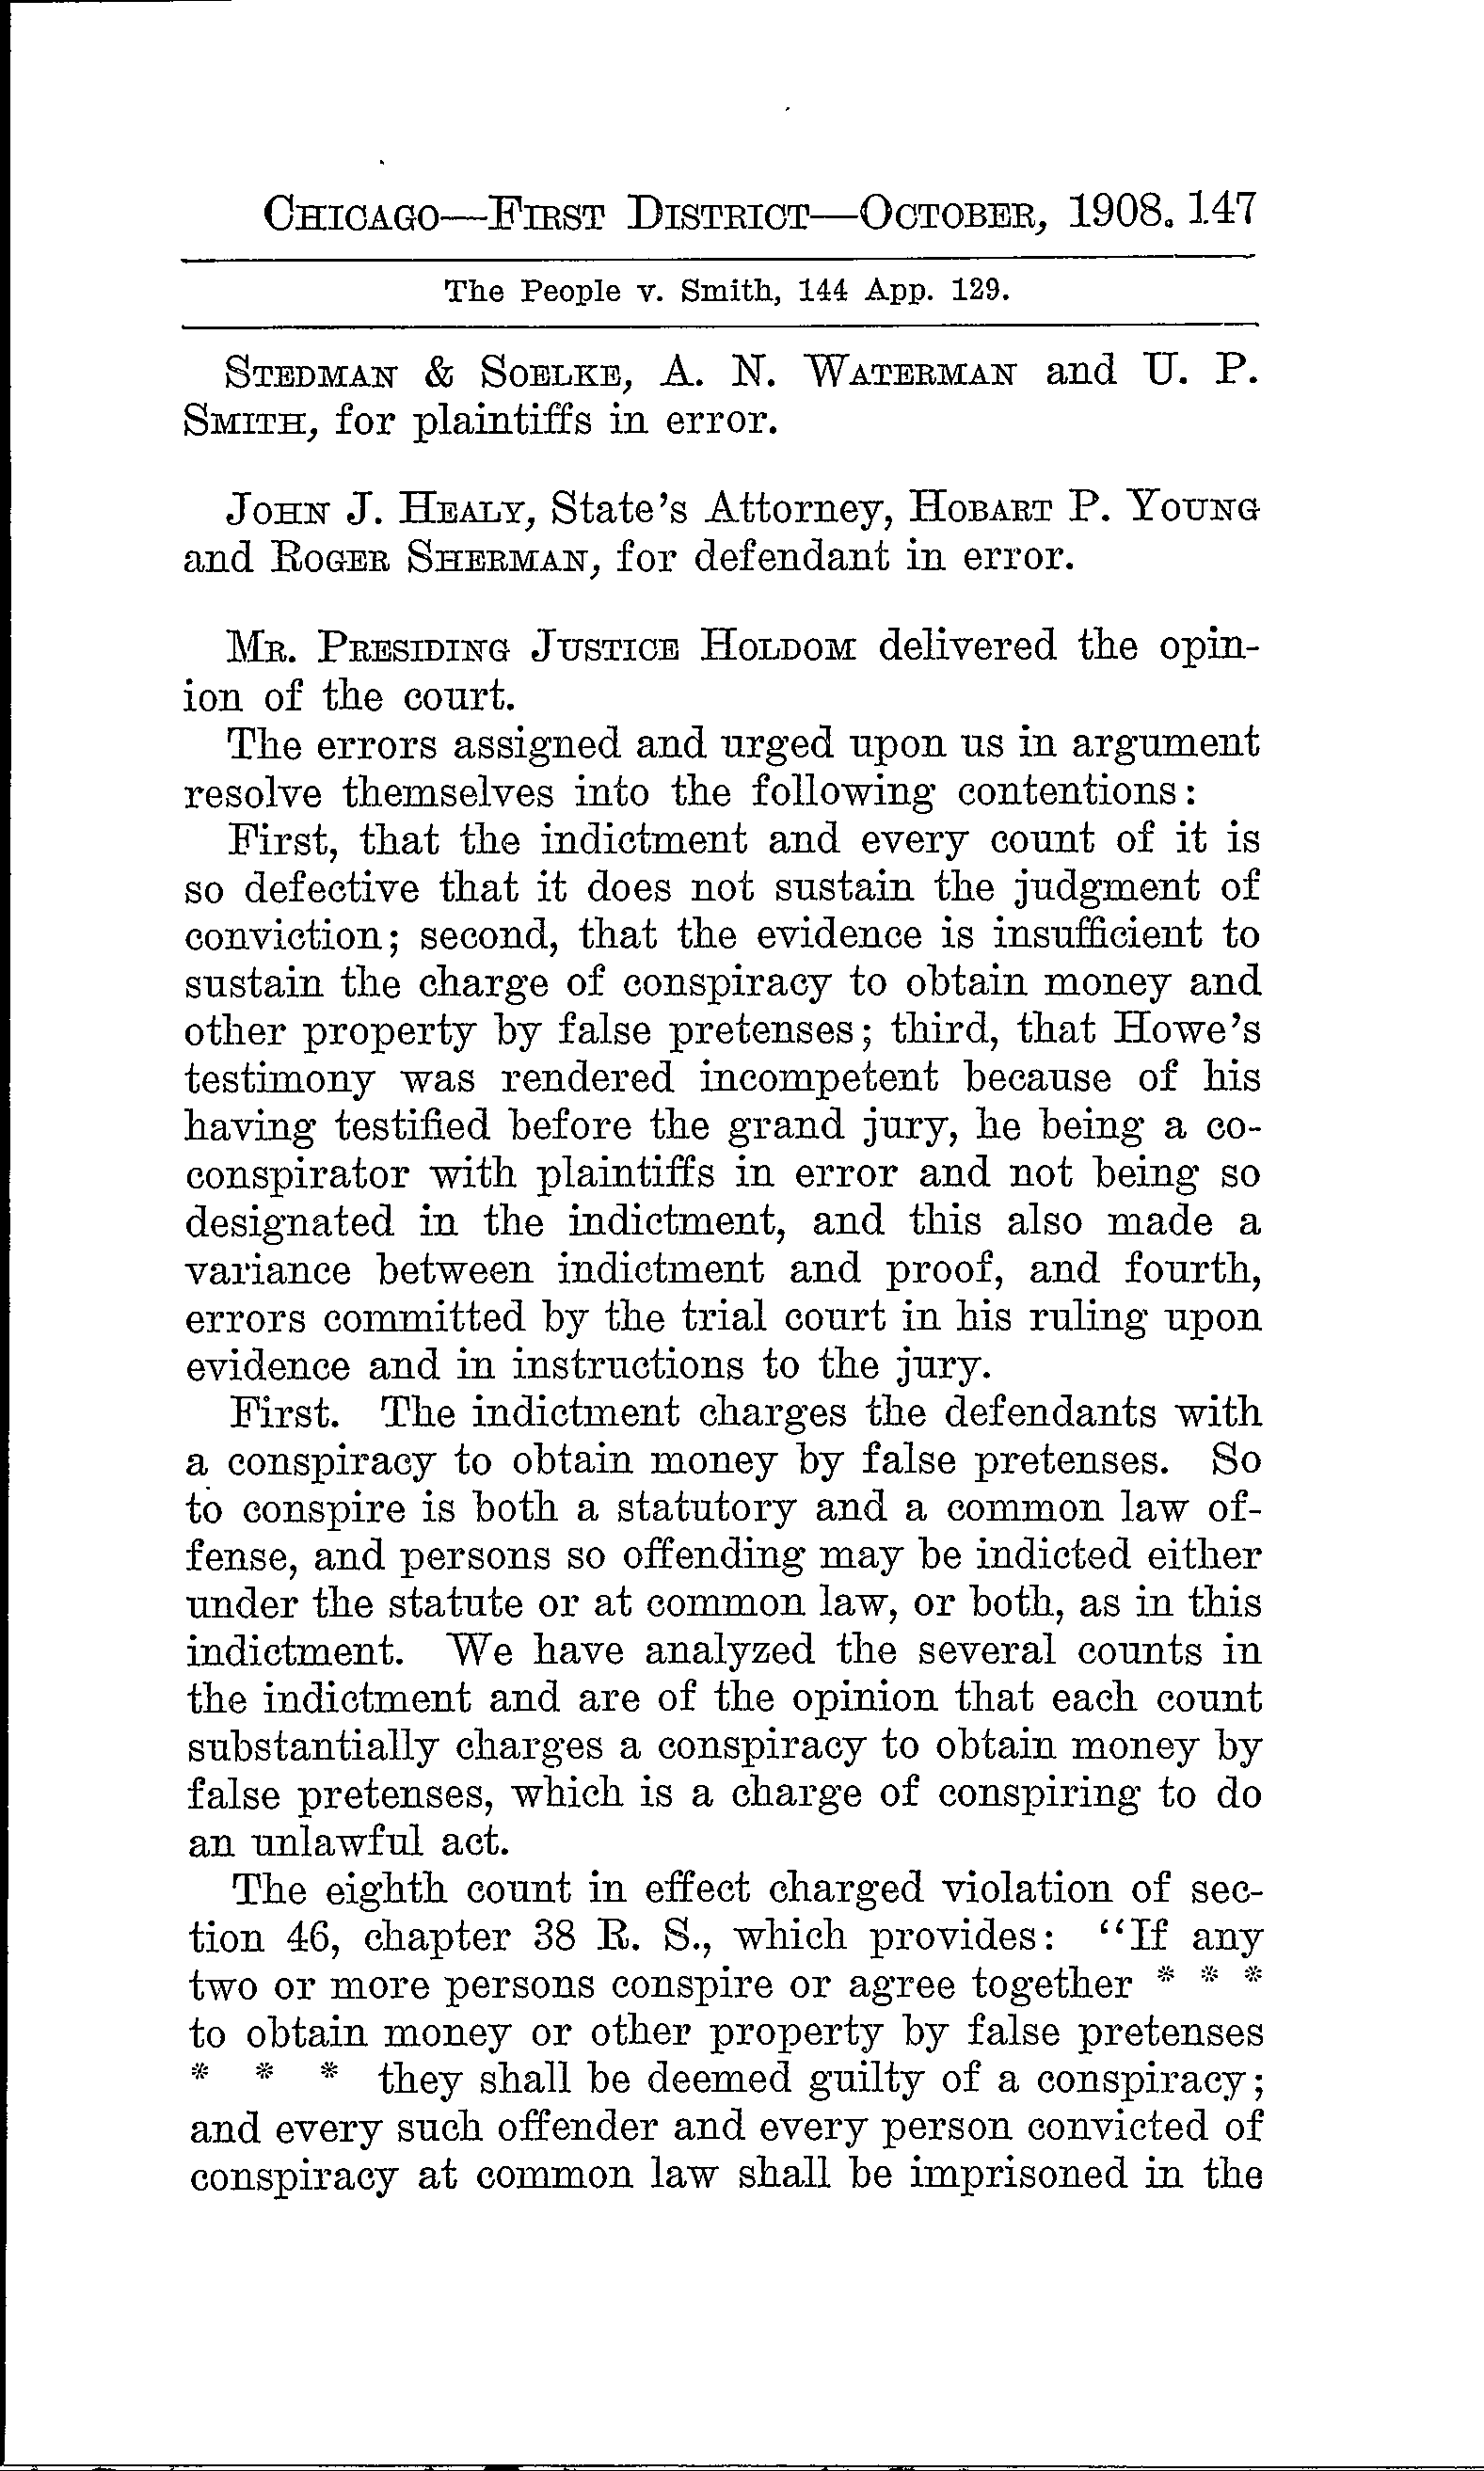 CHICAGO—FIRST DISTRICT—OCTOBER, 1908. 147
The People v. Smith, 144 App. 129.
STEDMAN & SOELKE, A. N. WATERMAN and U. P.
SMITH, for plaintiffs in error.
JOHN J. HEALY, State's Attorney, HOBART P. YOUNG
and ROGER SHERMAN, for defendant in error.
MR. PRESIDING JUSTICE HOLDOM delivered the opin-
ion of the court.
The errors assigned and urged upon us in argument
resolve themselves into the following contentions:
First, that the indictment and every count of it is
so defective that it does not sustain the judgment of
conviction; second, that the evidence is insufficient to
sustain the charge of conspiracy to obtain money and
other property by false pretenses; third, that Howe's
testimony was rendered incompetent because of his
having testified before the grand jury, he being a co-
conspirator with plaintiffs in error and not being so
designated in the indictment, and this also made a
variance between indictment and proof, and fourth,
errors committed by the trial court in his ruling upon
evidence and in instructions to the jury.
First. The indictment charges the defendants with
a conspiracy to obtain money by false pretenses. So
to conspire is both a statutory and a common law of-
fense, and persons so offending may be indicted either
under the statute or at common law, or both, as in this
indictment. We have analyzed the several counts in
the indictment and are of the opinion that each count
substantially charges a conspiracy to obtain money by
false pretenses, which is a charge of conspiring to do
an unlawful act.
The eighth count in effect charged violation of sec-
tion 46, chapter 38 R. S., which provides: "If any
two or more persons conspire or agree together * * *
to obtain money or other property by false pretenses
* * * they shall be deemed guilty of a conspiracy;
and every such offender and every person convicted of
conspiracy at common law shall be imprisoned in the